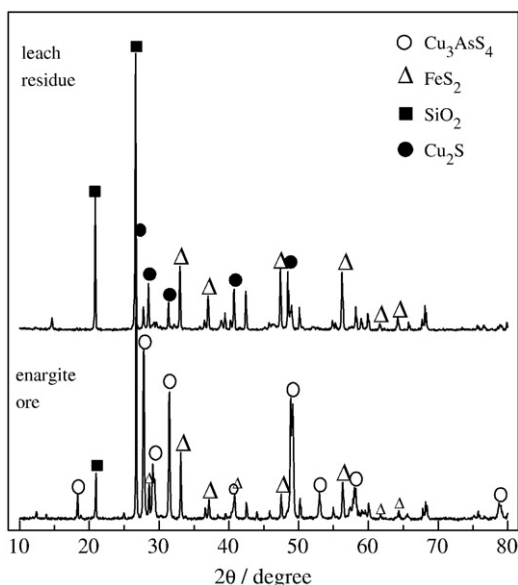 leach
residue
Cu3AsS4
FeS2
SiO2
Cu2S
enargite
ore
10 20 30 40 50 60 70 80
2θ / degree